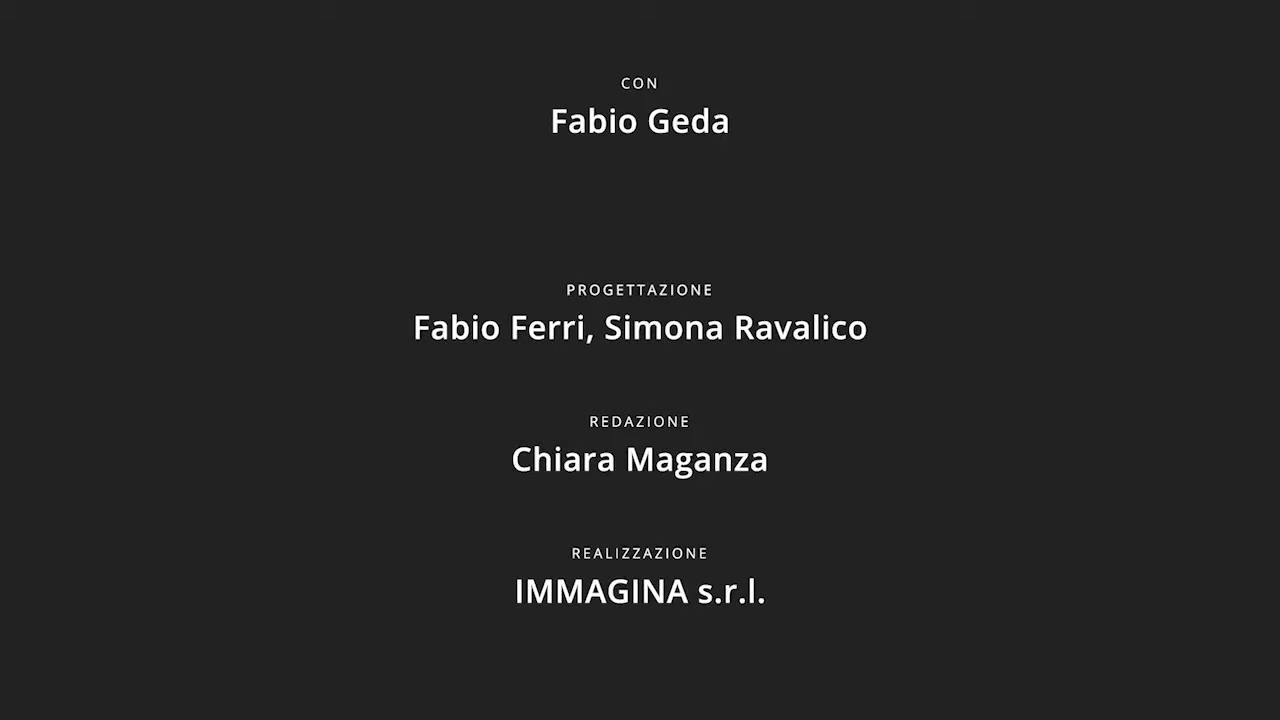 CON
Fabio Geda
PROGETTAZIONE
Fabio Ferri, Simona Ravalico
REDAZIONE
Chiara Maganza
REALIZZAZIONE
IMMAGINA s.r.l.